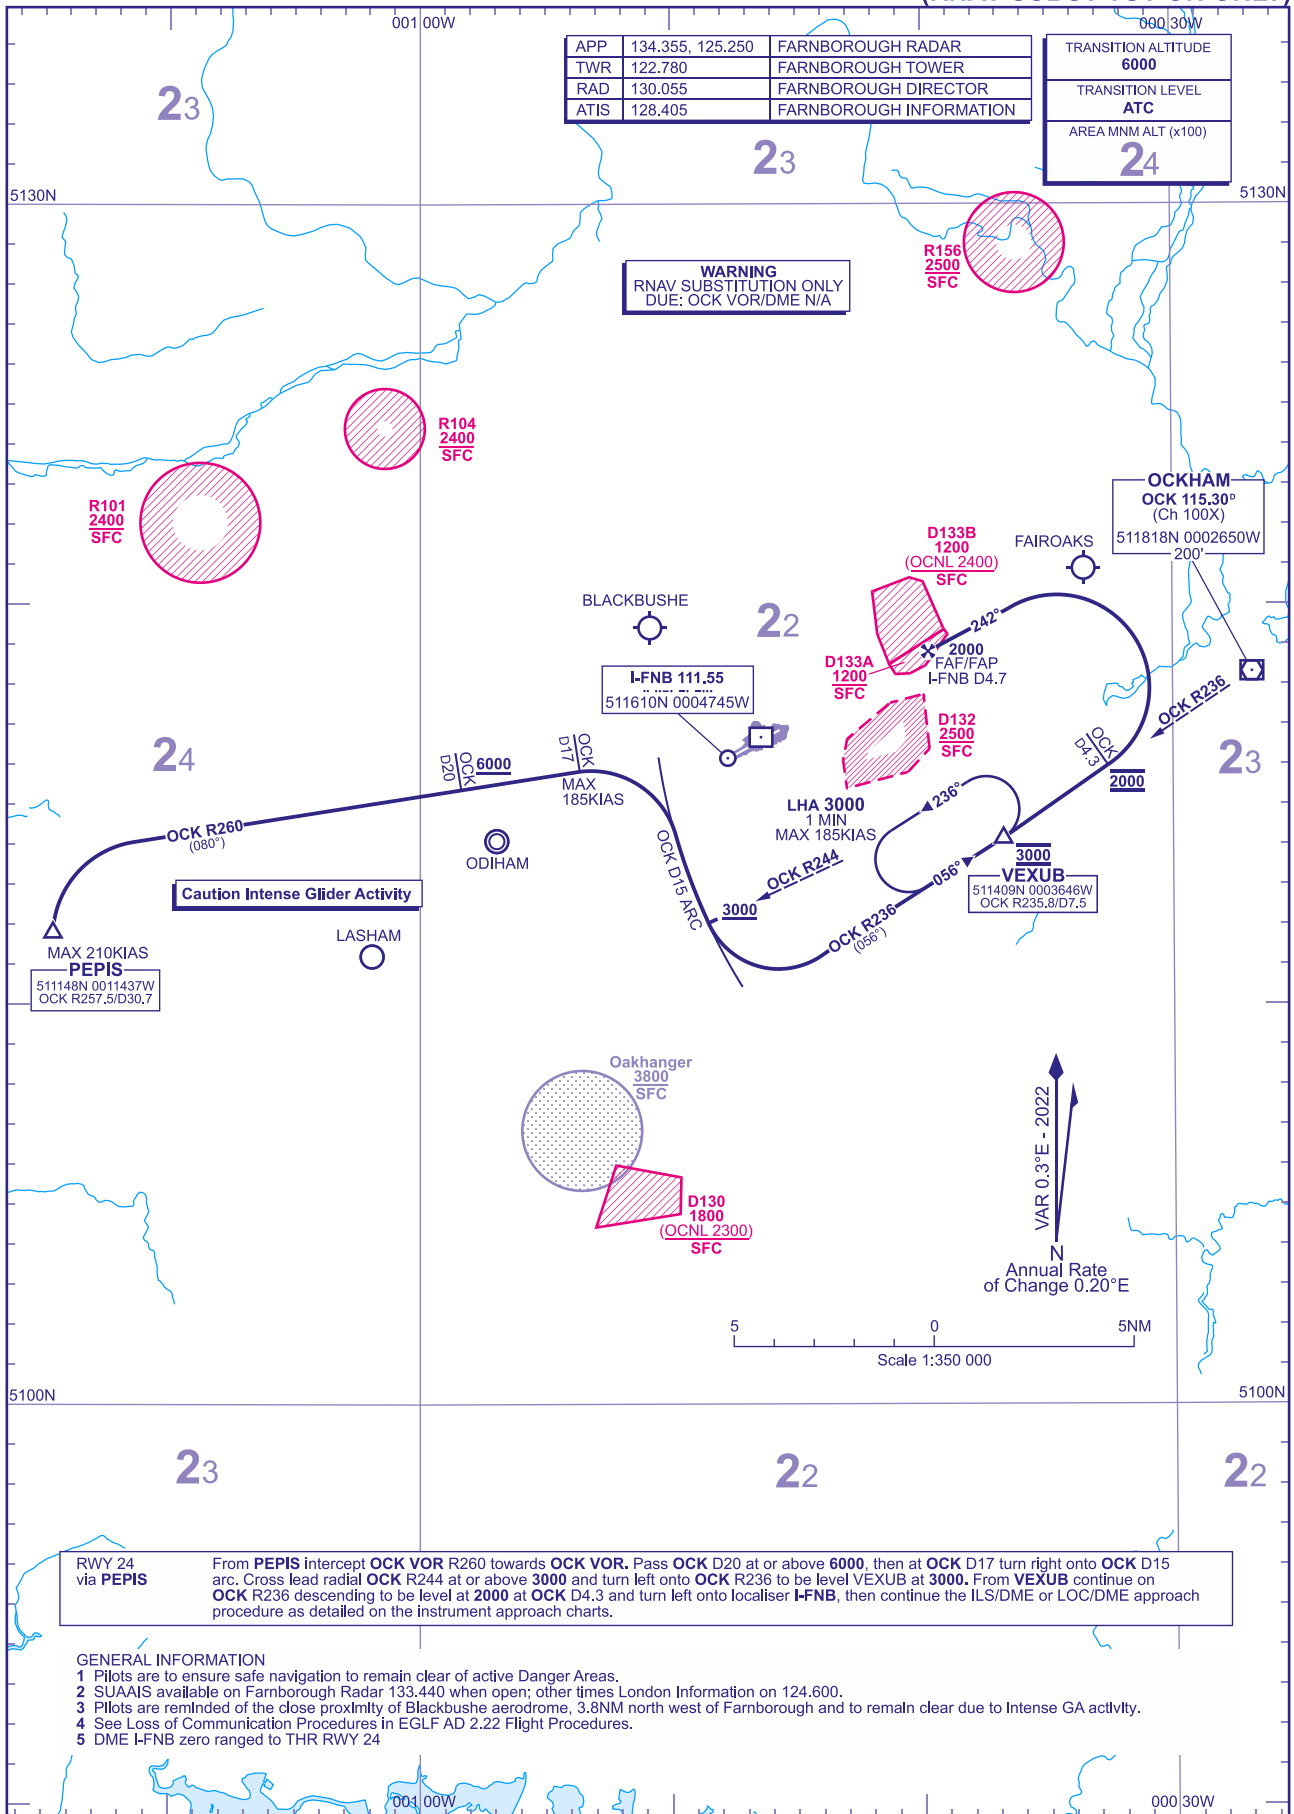 001 00W
000 30W
APP 134.355, 125.250 FARNBOROUGH RADAR
TWR 122.780 FARNBOROUGH TOWER
RAD 130.055 FARNBOROUGH DIRECTOR
ATIS 128.405 FARNBOROUGH INFORMATION
TRANSITION ALTITUDE
6000
TRANSITION LEVEL
ATC
AREA MNM ALT (x100)
24
23
23
5130N
5130N
R156
2500
SFC
WARNING
RNAV SUBSTITUTION ONLY
DUE: OCK VOR/DME N/A
R104
2400
SFC
R101
2400
SFC
OCKHAM
OCK 115.30D
(Ch 100X)
511818N 0002650W
200'
D133B
1200
(OCNL 2400)
SFC
FAIROAKS
BLACKBUSHE
22
242°
2000
FAF/FAP
I-FNB D4.7
D133A
1200
SFC
I-FNB 111.55
511610N 0004745W
OCK R236
D132
2500
SFC
24
23
OCK
D20
6000
OCK
D17
MAX
185KIAS
OCK
D4.3
2000
LHA 3000
1 MIN
MAX 185KIAS
236°
OCK R260
(080°)
ODIHAM
OCK D15 ARC
OCK R244
056°
3000
VEXUB
511409N 0003646W
OCK R235.8/D7.5
Caution Intense Glider Activity
3000
OCK R236
(056°)
LASHAM
MAX 210KIAS
PEPIS
511148N 0011437W
OCK R257.5/D30.7
Oakhanger
3800
SFC
D130
1800
(OCNL 2300)
SFC
VAR 0.3°E - 2022
N
Annual Rate
of Change 0.20°E
5 0 5NM
Scale 1:350 000
5100N
5100N
23
22
22
RWY 24
via PEPIS
From PEPIS intercept OCK VOR R260 towards OCK VOR. Pass OCK D20 at or above 6000, then at OCK D17 turn right onto OCK D15
arc. Cross lead radial OCK R244 at or above 3000 and turn left onto OCK R236 to be level VEXUB at 3000. From VEXUB continue on
OCK R236 descending to be level at 2000 at OCK D4.3 and turn left onto localiser I-FNB, then continue the ILS/DME or LOC/DME approach
procedure as detailed on the instrument approach charts.
GENERAL INFORMATION
1 Pilots are to ensure safe navigation to remain clear of active Danger Areas.
2 SUAAIS available on Farnborough Radar 133.440 when open; other times London Information on 124.600.
3 Pilots are reminded of the close proximity of Blackbushe aerodrome, 3.8NM north west of Farnborough and to remain clear due to Intense GA activity.
4 See Loss of Communication Procedures in EGLF AD 2.22 Flight Procedures.
5 DME I-FNB zero ranged to THR RWY 24
001 00W
000 30W